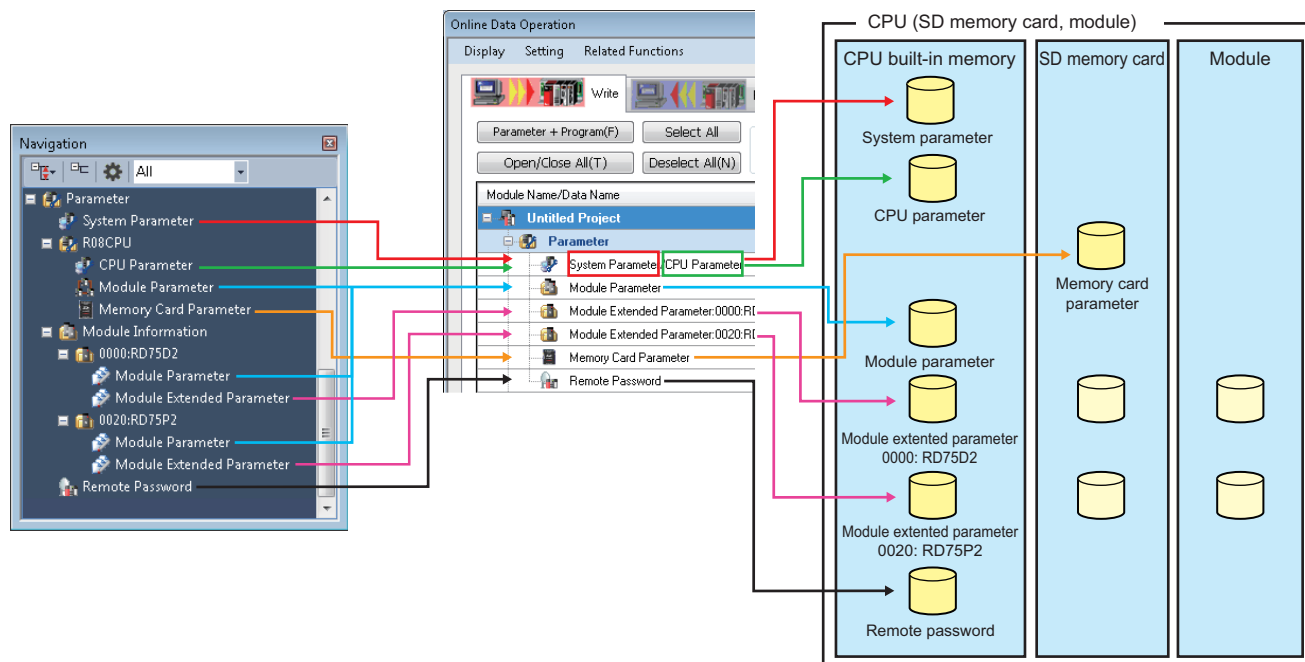 Navigation
All
Parameter
System Parameter
R08CPU
CPU Parameter
Module Parameter
Memory Card Parameter
Module Information
0000:RD75D2
Module Parameter
Module Extended Parameter
0020:RD75P2
Module Parameter
Module Extended Parameter
Remote Password
Online Data Operation
Display Setting Related Functions
Write
Parameter + Program(F) Select All
Open/Close All(T) Deselect All(N)
Module Name/Data Name
Untitled Project
Parameter
System Parameter/CPU Parameter
Module Parameter
Module Extended Parameter:0000:RD
Module Extended Parameter:0020:RD
Memory Card Parameter
Remote Password
CPU (SD memory card, module)
CPU built-in memory
System parameter
CPU parameter
Module parameter
Module extented parameter
0000: RD75D2
Module extented parameter
0020: RD75P2
Remote password
SD memory card
Memory card
parameter
Module